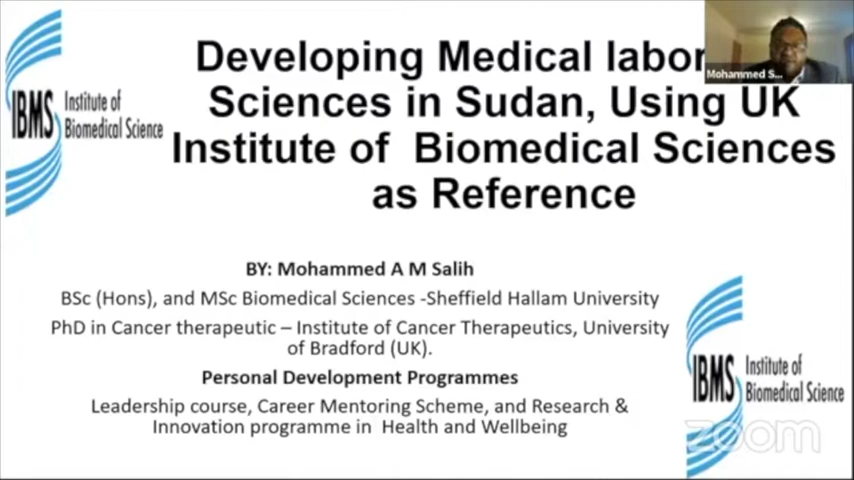 Developing Medical labor
Sciences in Sudan, Using UK
Institute of Biomedical Sciences
as Reference
Mohammed S...
IBMS Institute of
Biomedical Science
BY: Mohammed A M Salih
BSc (Hons), and MSc Biomedical Sciences -Sheffield Hallam University
PhD in Cancer therapeutic – Institute of Cancer Therapeutics, University
of Bradford (UK).
Personal Development Programmes
Leadership course, Career Mentoring Scheme, and Research &
Innovation programme in Health and Wellbeing
IBMS Institute of
Biomedical Science
zoom